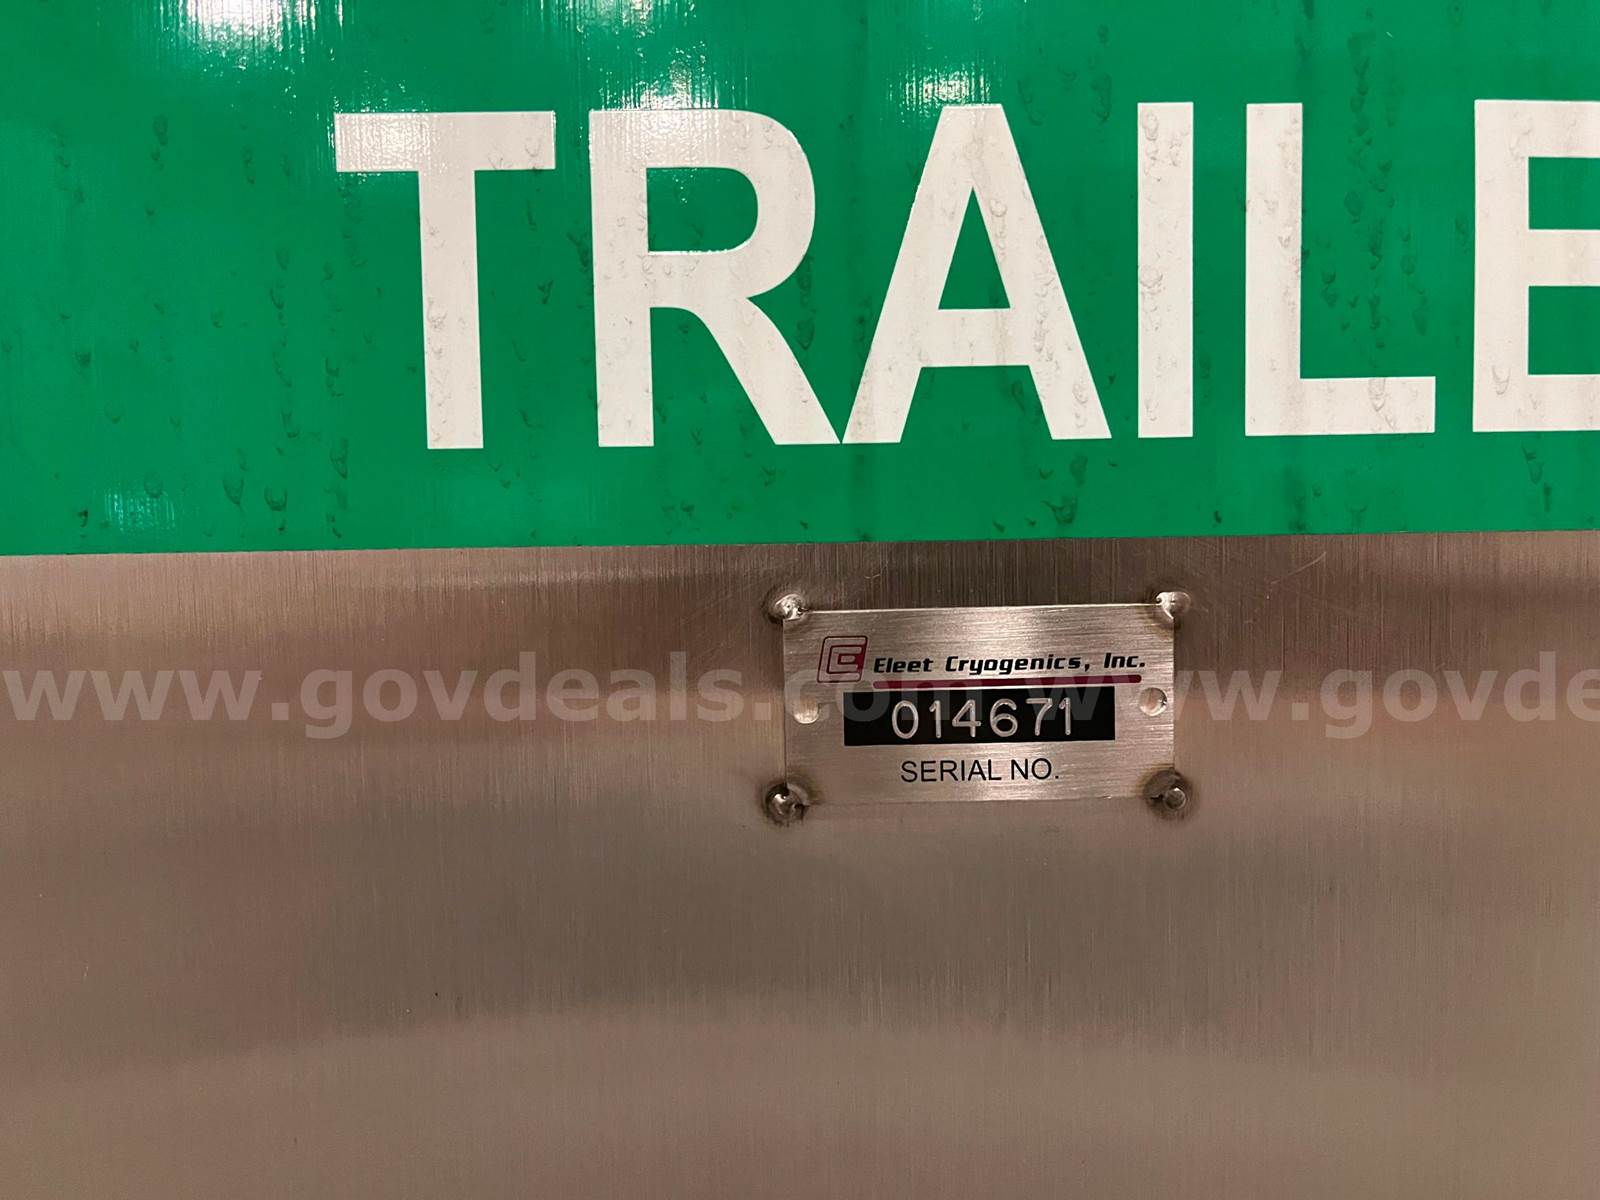 TRAILE
Eleet Cryogenics, Inc.
www.govdeals.com www.govde
014671
SERIAL NO.